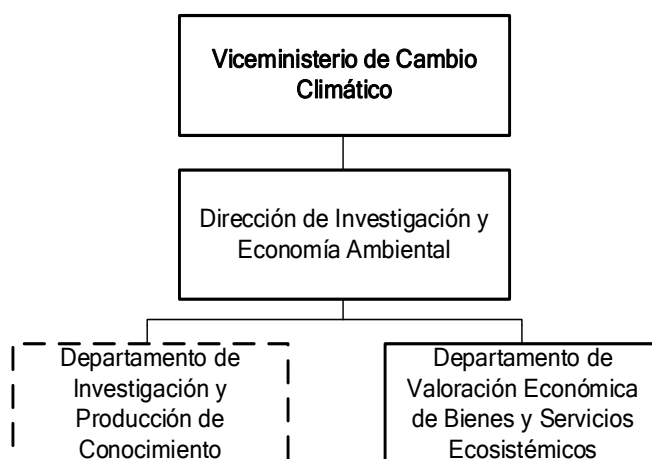 Viceministerio de Cambio
Climático
Dirección de Investigación y
Economía Ambiental
Departamento de
Investigación y
Producción de
Conocimiento
Departamento de
Valoración Económica
de Bienes y Servicios
Ecosistémicos